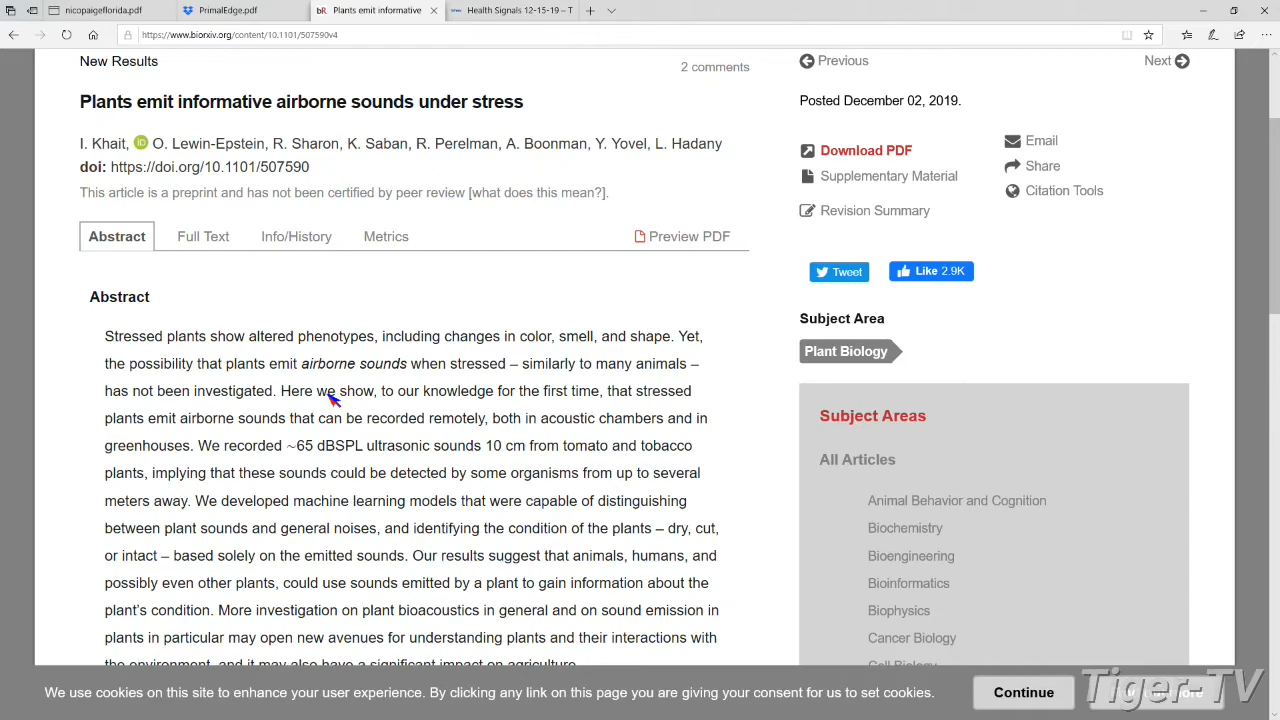 nicopaigeflorida.pdf
PrimalEdge.pdf
bR Plants emit informative
Health Signals 12-15-19 – T
https://www.biorxiv.org/content/10.1101/507590v4
New Results
2 comments
Previous
Next
Plants emit informative airborne sounds under stress
Posted December 02, 2019.
I. Khait, iD O. Lewin-Epstein, R. Sharon, K. Saban, R. Perelman, A. Boonman, Y. Yovel, L. Hadany
doi: https://doi.org/10.1101/507590
This article is a preprint and has not been certified by peer review [what does this mean?].
Download PDF
Supplementary Material
Revision Summary
Email
Share
Citation Tools
Abstract Full Text Info/History Metrics Preview PDF
Tweet
Like 2.9K
Abstract
Stressed plants show altered phenotypes, including changes in color, smell, and shape. Yet,
the possibility that plants emit airborne sounds when stressed – similarly to many animals –
has not been investigated. Here we show, to our knowledge for the first time, that stressed
plants emit airborne sounds that can be recorded remotely, both in acoustic chambers and in
greenhouses. We recorded ~65 dBSPL ultrasonic sounds 10 cm from tomato and tobacco
plants, implying that these sounds could be detected by some organisms from up to several
meters away. We developed machine learning models that were capable of distinguishing
between plant sounds and general noises, and identifying the condition of the plants – dry, cut,
or intact – based solely on the emitted sounds. Our results suggest that animals, humans, and
possibly even other plants, could use sounds emitted by a plant to gain information about the
plant's condition. More investigation on plant bioacoustics in general and on sound emission in
plants in particular may open new avenues for understanding plants and their interactions with
the environment, and it may also have a significant impact on agriculture.
Subject Area
Plant Biology
Subject Areas
All Articles
Animal Behavior and Cognition
Biochemistry
Bioengineering
Bioinformatics
Biophysics
Cancer Biology
Cell Biology
We use cookies on this site to enhance your user experience. By clicking any link on this page you are giving your consent for us to set cookies.
Continue
Tiger-TV